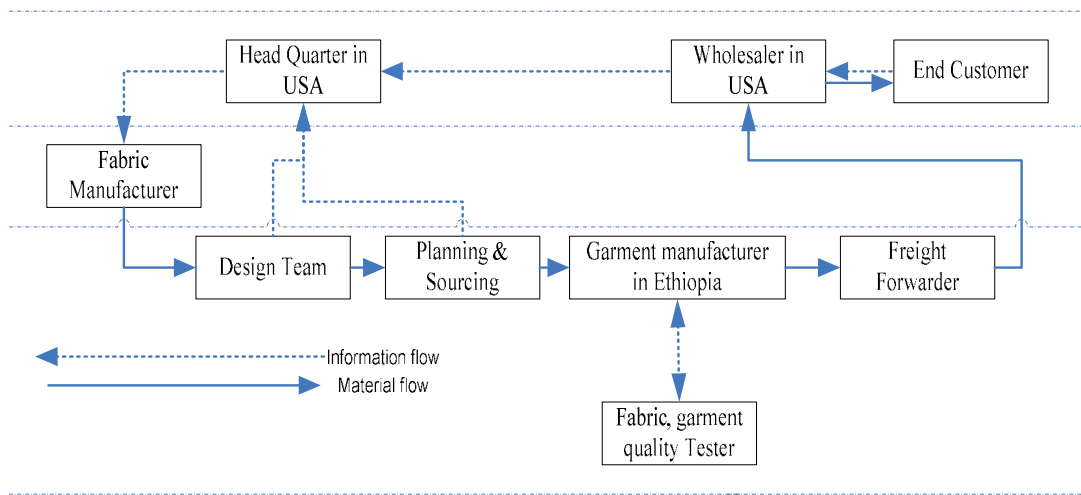 Head Quarter in
USA
Wholesaler in
USA
End Customer
Fabric
Manufacturer
Design Team
Planning &
Sourcing
Garment manufacturer
in Ethiopia
Freight
Forwarder
Information flow
Material flow
Fabric, garment
quality Tester